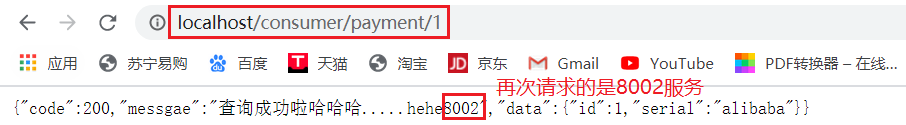 localhost/consumer/payment/1
应用 苏宁易购 百度 T 天猫 淘宝 JD 京东 M Gmail YouTube PDF转换器 – 在线...
再次请求的是8002服务
{"code":200,"messgae":"查询成功啦哈哈哈.....hehe8002","data":{"id":1,"serial":"alibaba"}}